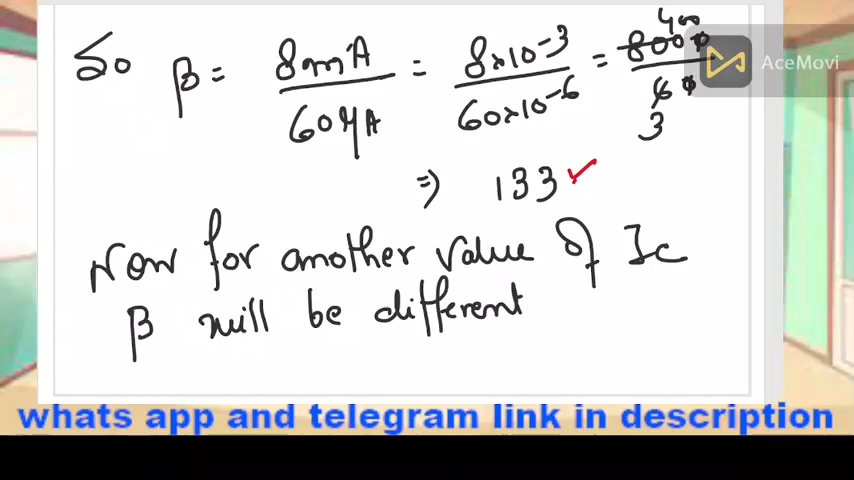 So β = 8mA / 60μA = 8×10⁻³ / 60×10⁻⁶ = 8000 / 60 400 3
AceMovi
⇒ 133 ✓
Now for another value of Ic
β will be different
whats app and telegram link in description